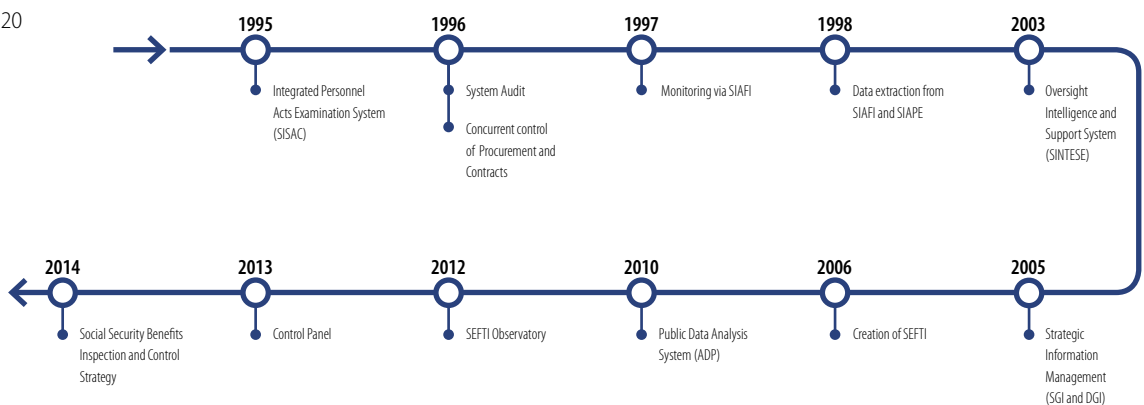 20
1995
Integrated Personnel
Acts Examination System
(SISAC)
1996
System Audit
Concurrent control
of Procurement and
Contracts
1997
Monitoring via SIAFI
1998
Data extraction from
SIAFI and SIAPE
2003
Oversight
Intelligence and
Support System
(SINTESE)
2014
Social Security Benefits
Inspection and Control
Strategy
2013
Control Panel
2012
SEFTI Observatory
2010
Public Data Analysis
System (ADP)
2006
Creation of SEFTI
2005
Strategic
Information
Management
(SGI and DGI)